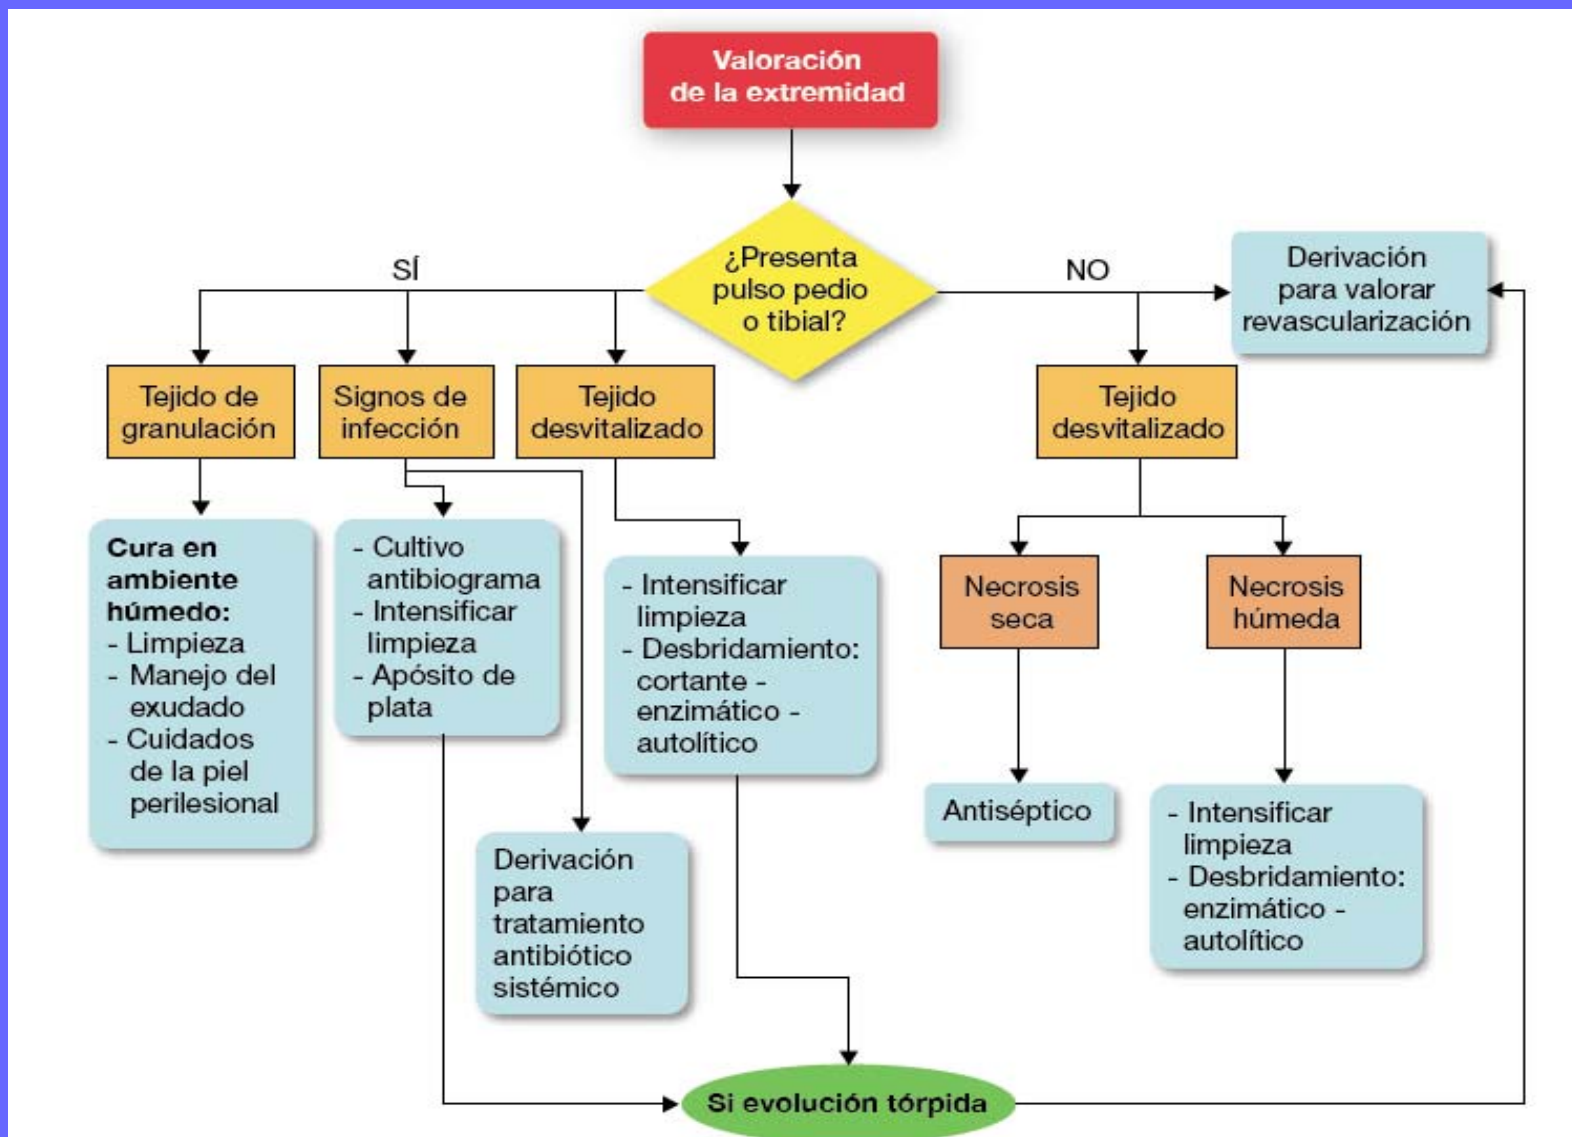 Valoración
de la extremidad
¿Presenta
pulso pedio
o tibial?
SÍ
NO
Derivación
para valorar
revascularización
Tejido de
granulación
Signos de
infección
Tejido
desvitalizado
Tejido
desvitalizado
Cura en
ambiente
húmedo:
- Limpieza
- Manejo del
exudado
- Cuidados
de la piel
perilesional
- Cultivo
antibiograma
- Intensificar
limpieza
- Apósito de
plata
- Intensificar
limpieza
- Desbridamiento:
cortante -
enzimático -
autolítico
Necrosis
seca
Necrosis
húmeda
Derivación
para
tratamiento
antibiótico
sistémico
Antiséptico
- Intensificar
limpieza
- Desbridamiento:
enzimático -
autolítico
Si evolución tórpida